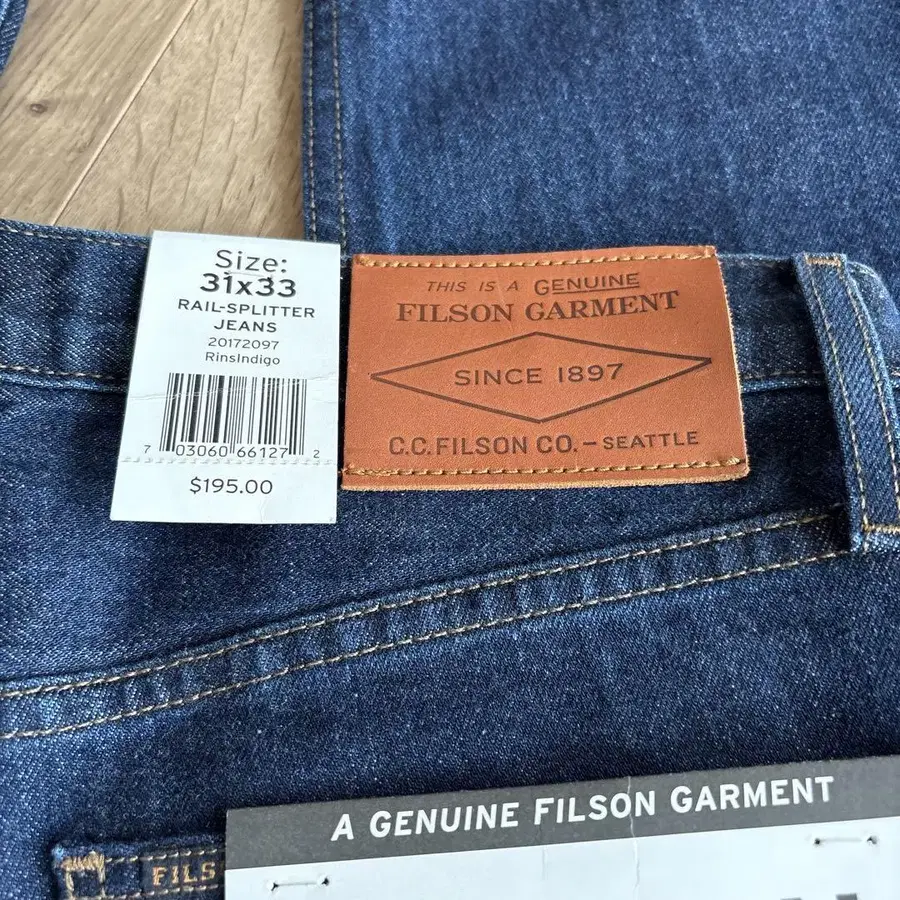 Size:
31x33
RAIL-SPLITTER
JEANS
20172097
RinsIndigo
7 03060 66127 2
$195.00
THIS IS A GENUINE
FILSON GARMENT
SINCE 1897
C.C. FILSON CO. – SEATTLE
A GENUINE FILSON GARMENT
FILS